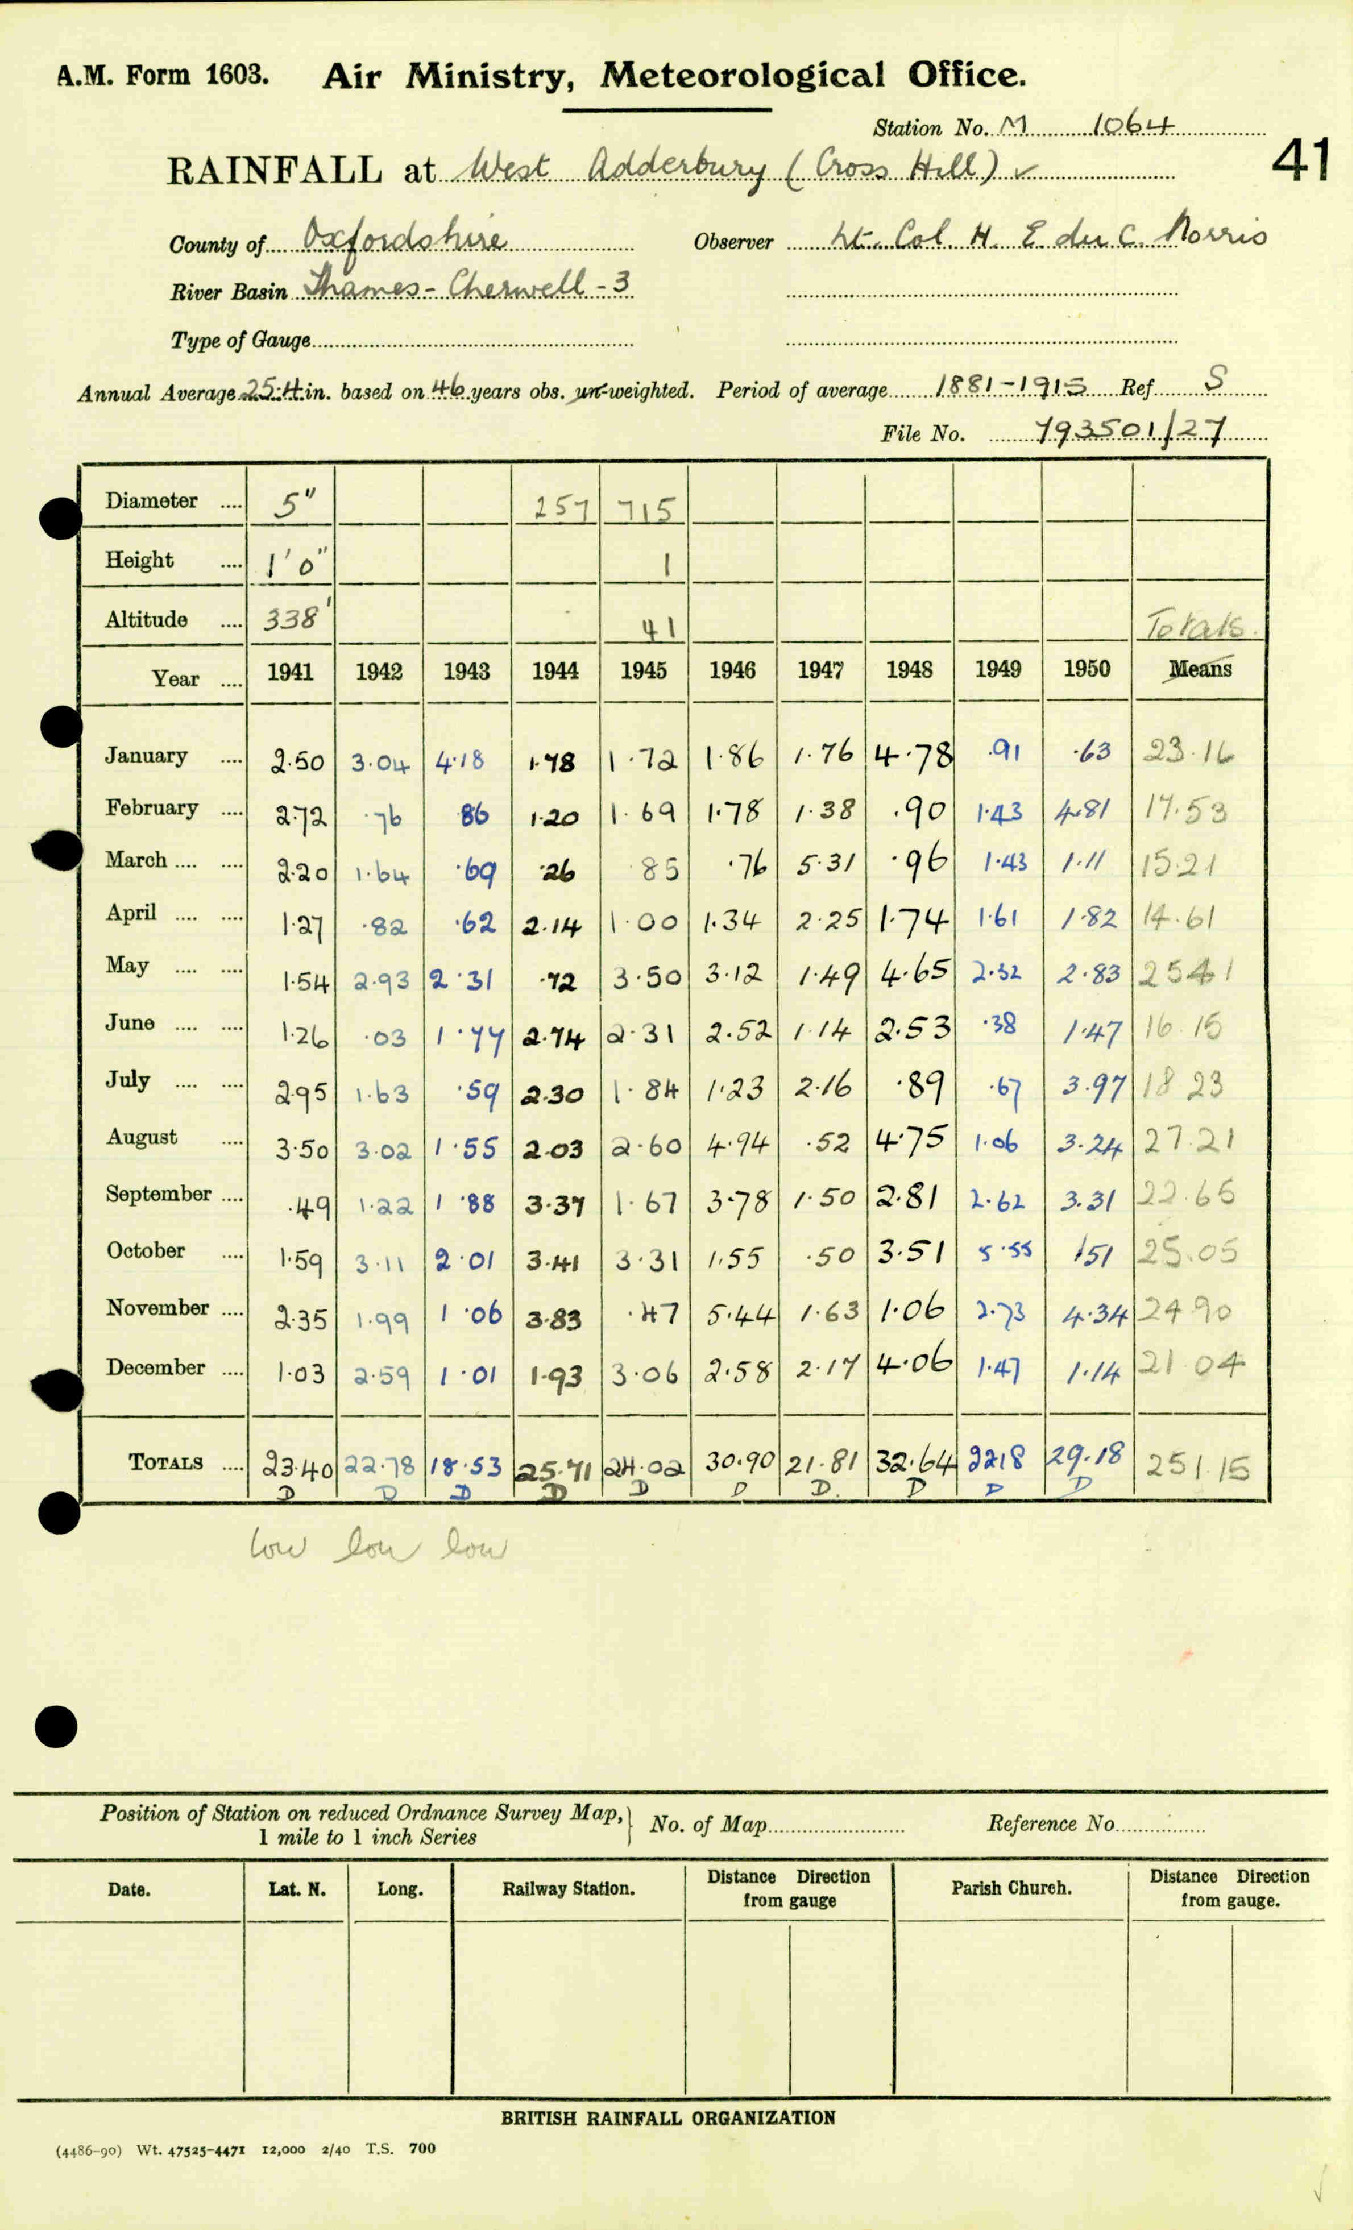 A.M. Form 1603. Air Ministry, Meteorological Office.
Station No. M 1064
RAINFALL at West Adderbury (Cross Hill) ✓
41
County of Oxfordshire Observer Lt. Col H. E du C. Norris
River Basin Thames - Cherwell - 3
Type of Gauge
Annual Average 25.4 in. based on 46 years obs. un-weighted. Period of average 1881-1915 Ref S
File No. 793501/27
Diameter .... 5" 257 715
Height .... 1' 0" 1
Altitude .... 338' 41 Totals.
Year .... 1941 1942 1943 1944 1945 1946 1947 1948 1949 1950 Means
January .... 2.50 3.04 4.18 1.78 1.72 1.86 1.76 4.78 .91 .63 23.16
February .... 2.72 .76 .86 1.20 1.69 1.78 1.38 .90 1.43 4.81 17.53
March .... .... 2.20 1.64 .69 .26 .85 .76 5.31 .96 1.43 1.11 15.21
April .... .... 1.27 .82 .62 2.14 1.00 1.34 2.25 1.74 1.61 1.82 14.61
May .... .... 1.54 2.93 2.31 .72 3.50 3.12 1.49 4.65 2.32 2.83 25 41
June .... .... 1.26 .03 1.77 2.74 2.31 2.52 1.14 2.53 .38 1.47 16.15
July .... .... 2.95 1.63 .59 2.30 1.84 1.23 2.16 .89 .67 3.97 18 23
August .... 3.50 3.02 1.55 2.03 2.60 4.94 .52 4.75 1.06 3.24 27.21
September .... .49 1.22 1.88 3.37 1.67 3.78 1.50 2.81 2.62 3.31 22.65
October .... 1.59 3.11 2.01 3.41 3.31 1.55 .50 3.51 5.55 1.51 25.05
November .... 2.35 1.99 1.06 3.83 .47 5.44 1.63 1.06 2.73 4.34 24.90
December .... 1.03 2.59 1.01 1.93 3.06 2.58 2.17 4.06 1.47 1.14 21 04
TOTALS .... 23.40 22.78 18.53 25.71 24.02 30.90 21.81 32.64 22.18 29.18 251.15
D D D D D D D. D D D
low low low
Position of Station on reduced Ordnance Survey Map, } No. of Map Reference No
1 mile to 1 inch Series
Date. Lat. N. Long. Railway Station. Distance Direction Parish Church. Distance Direction
from gauge from gauge.
BRITISH RAINFALL ORGANIZATION
(4486-90) Wt. 47525-4471 12,000 2/40 T.S. 700